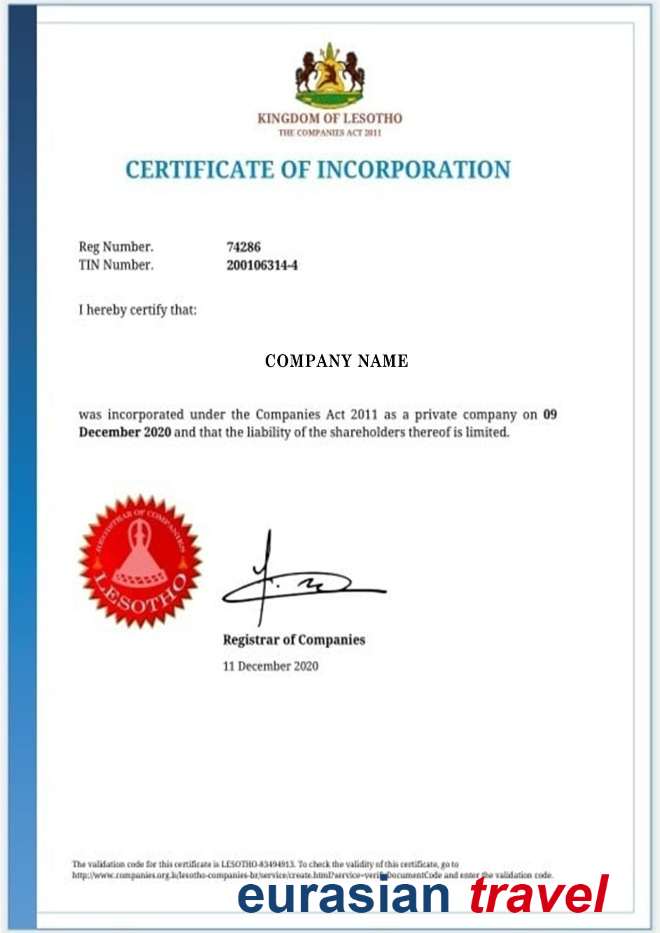 KINGDOM OF LESOTHO
THE COMPANIES ACT 2011
CERTIFICATE OF INCORPORATION
Reg Number. 74286
TIN Number. 200106314-4
I hereby certify that:
COMPANY NAME
was incorporated under the Companies Act 2011 as a private company on 09
December 2020 and that the liability of the shareholders thereof is limited.
REGISTRAR OF COMPANIES
LESOTHO
Registrar of Companies
11 December 2020
The validation code for this certificate is LESOTHO-83494913. To check the validity of this certificate, go to
http://www.companies.org.ls/lesotho-companies-br/service/create.html?service=verifyDocumentCode and enter the validation code.
eurasian travel